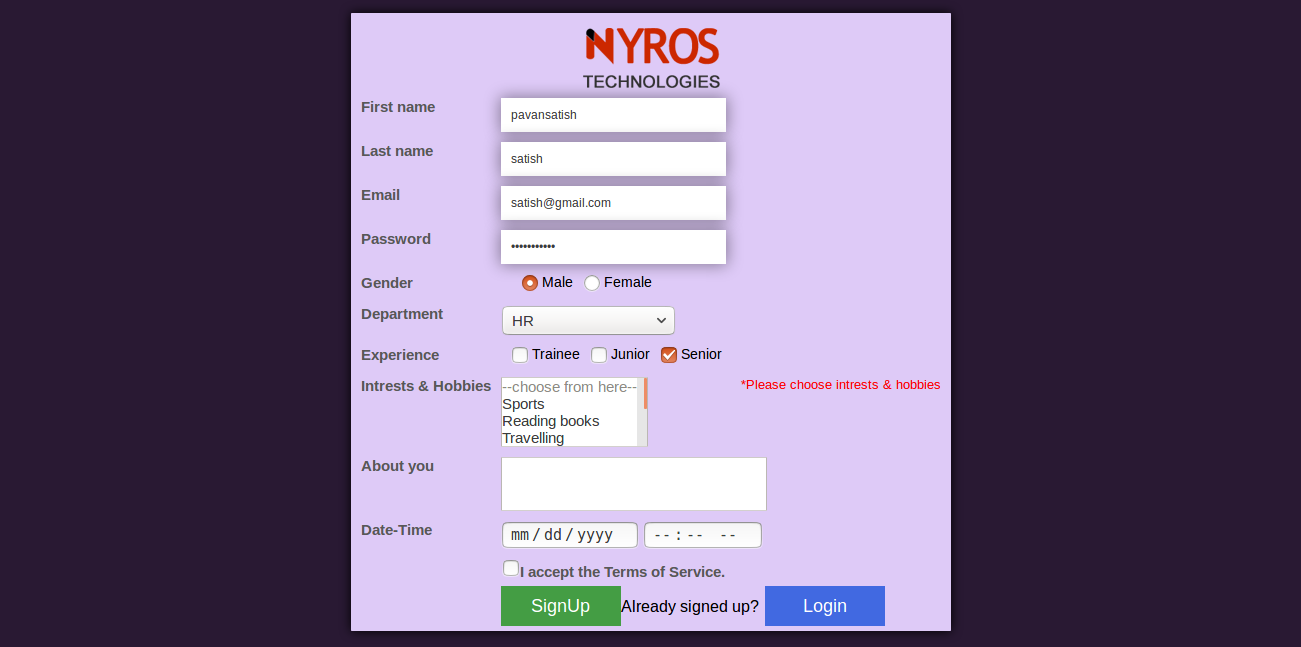 NYROS
TECHNOLOGIES
First name pavansatish
Last name satish
Email satish@gmail.com
Password •••••••••••
Gender Male Female
Department HR
Experience Trainee Junior Senior
Intrests & Hobbies --choose from here-- *Please choose intrests & hobbies
Sports
Reading books
Travelling
About you
Date-Time mm/dd/yyyy --:-- --
I accept the Terms of Service.
SignUp Already signed up? Login